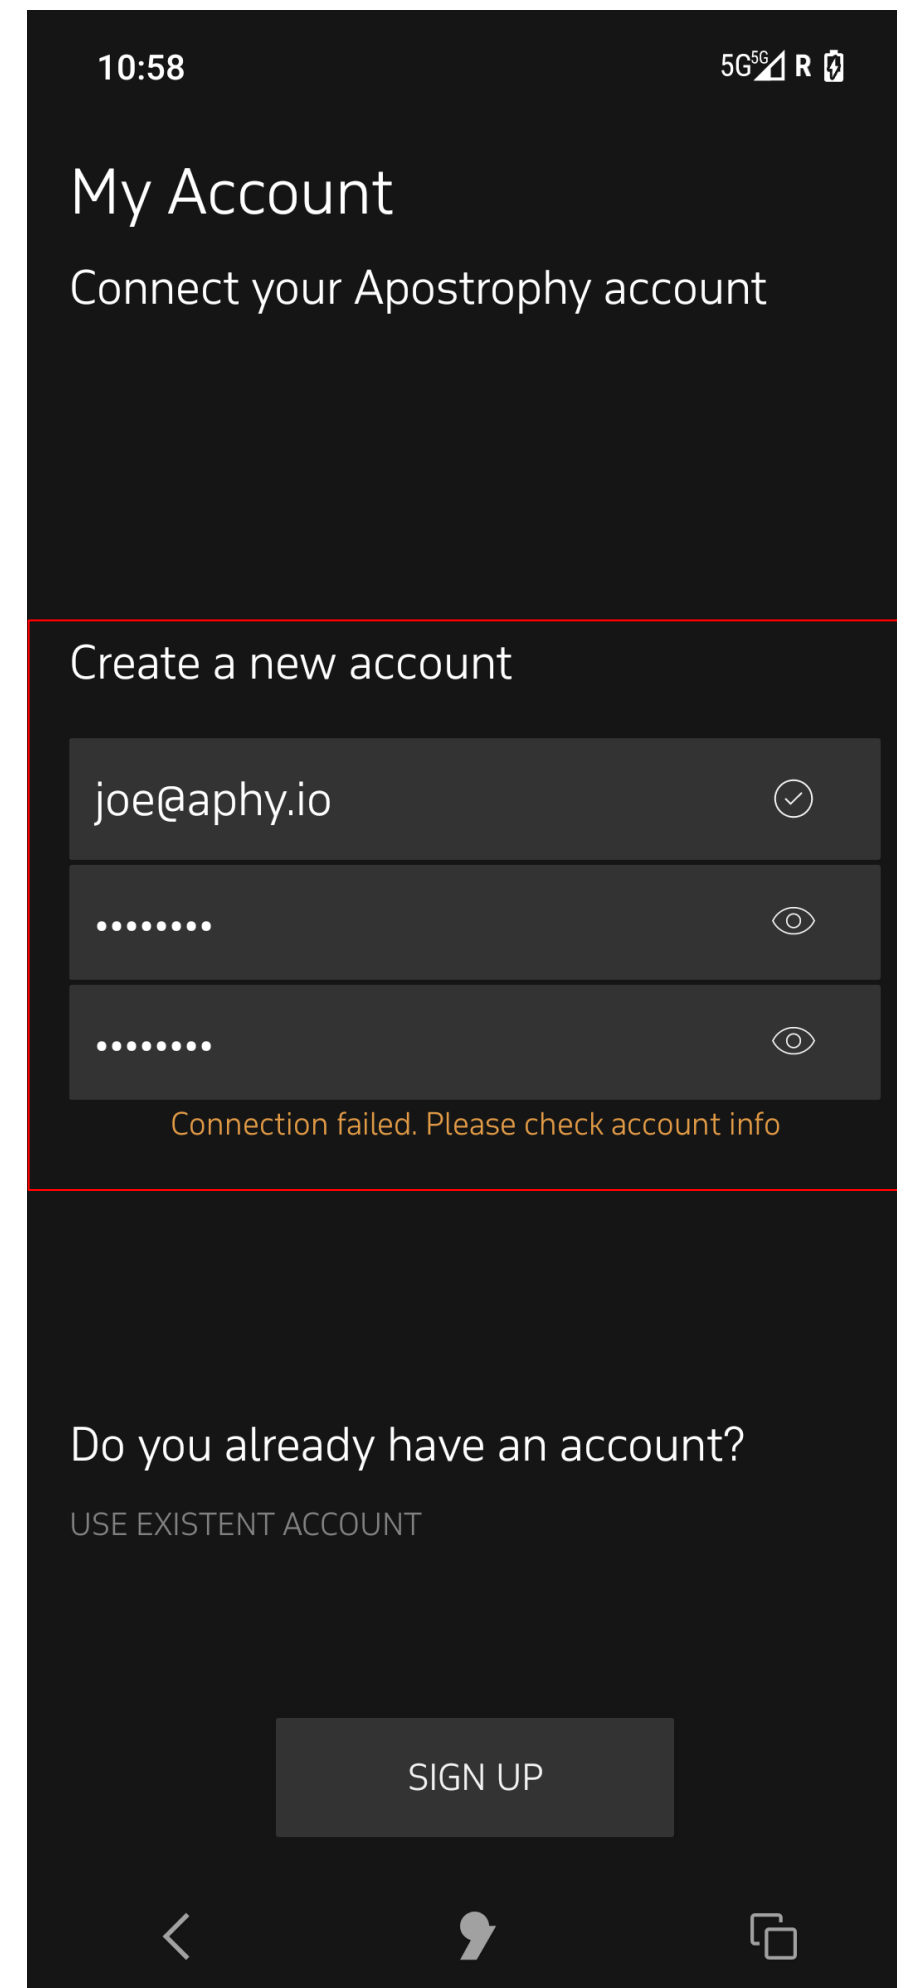 10:58
5G 5G R
My Account
Connect your Apostrophy account
Create a new account
joe@aphy.io
••••••••
••••••••
Connection failed. Please check account info
Do you already have an account?
USE EXISTENT ACCOUNT
SIGN UP